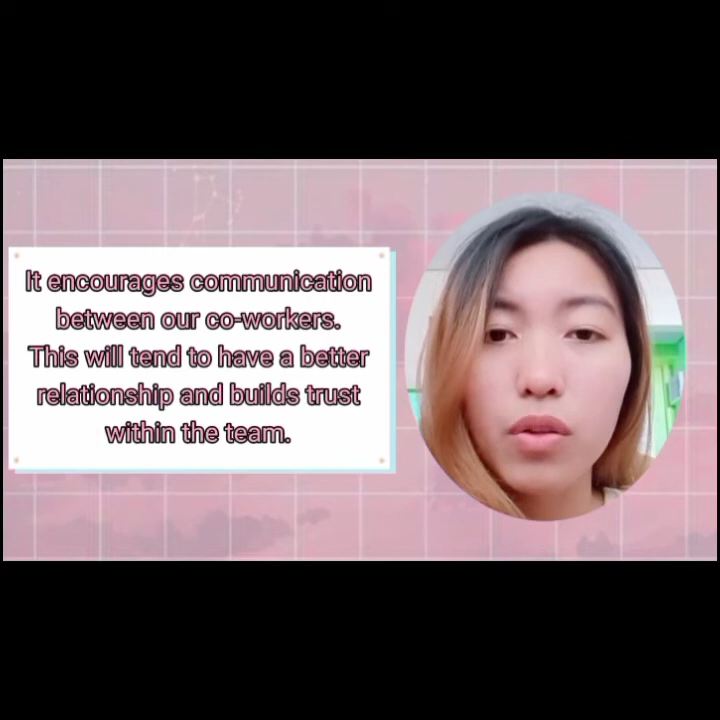 It encourages communication
between our co-workers.
This will tend to have a better
relationship and builds trust
within the team.